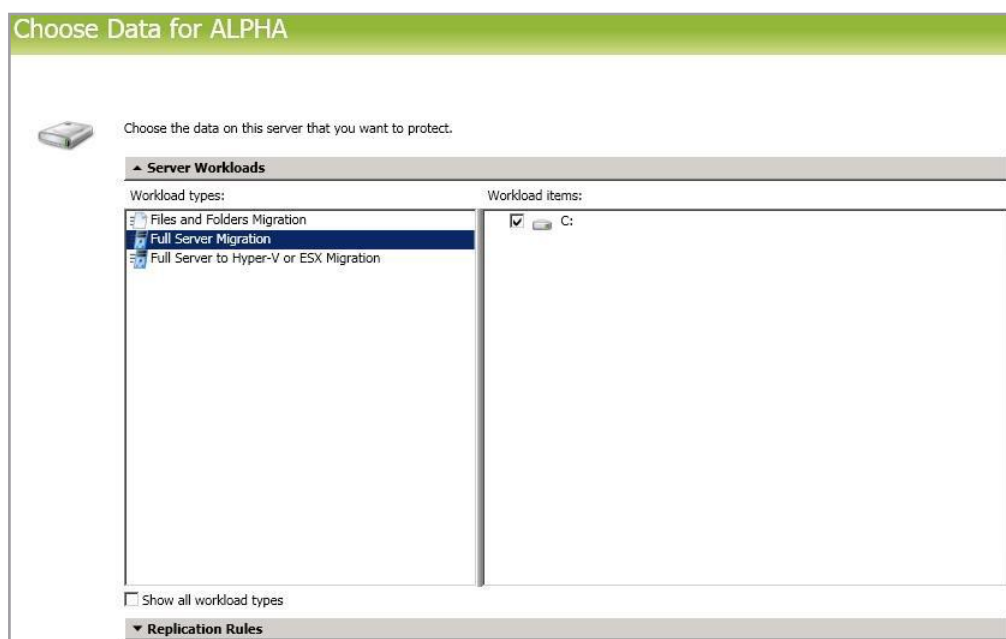 Choose Data for ALPHA
Choose the data on this server that you want to protect.
Server Workloads
Workload types:
Workload items:
Files and Folders Migration
C:
Full Server Migration
Full Server to Hyper-V or ESX Migration
Show all workload types
Replication Rules